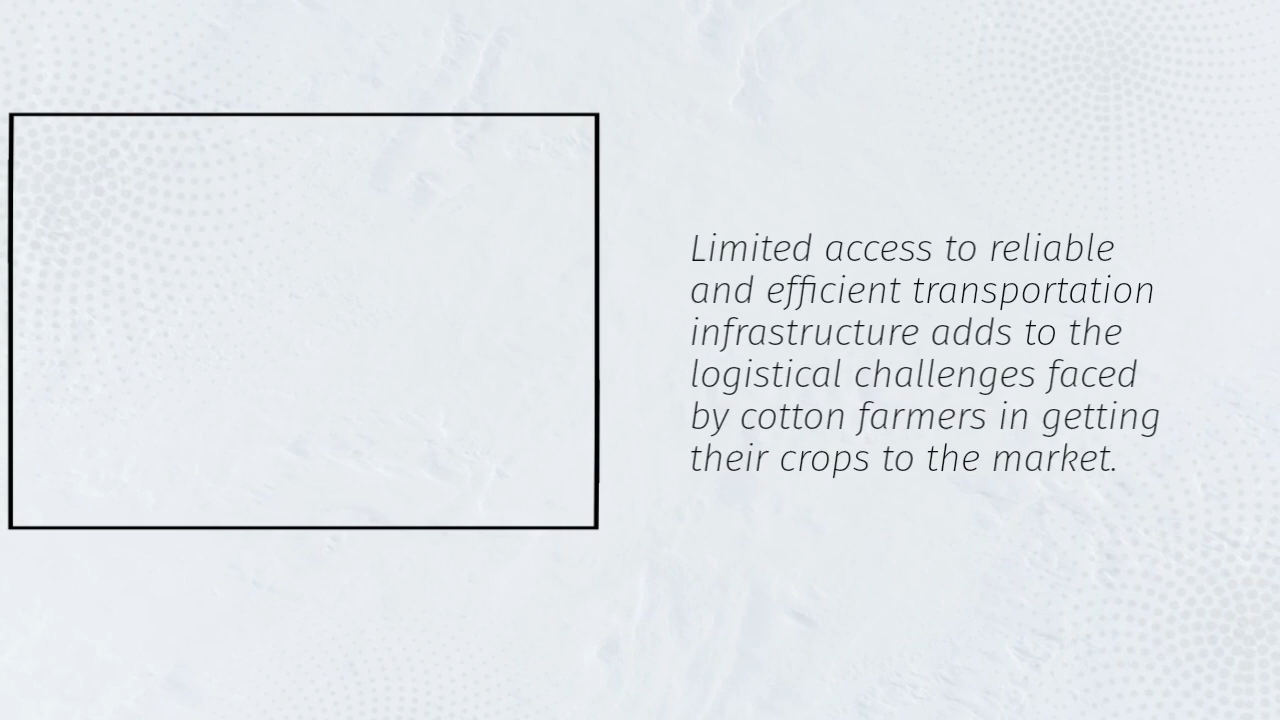 Limited access to reliable
and efficient transportation
infrastructure adds to the
logistical challenges faced
by cotton farmers in getting
their crops to the market.